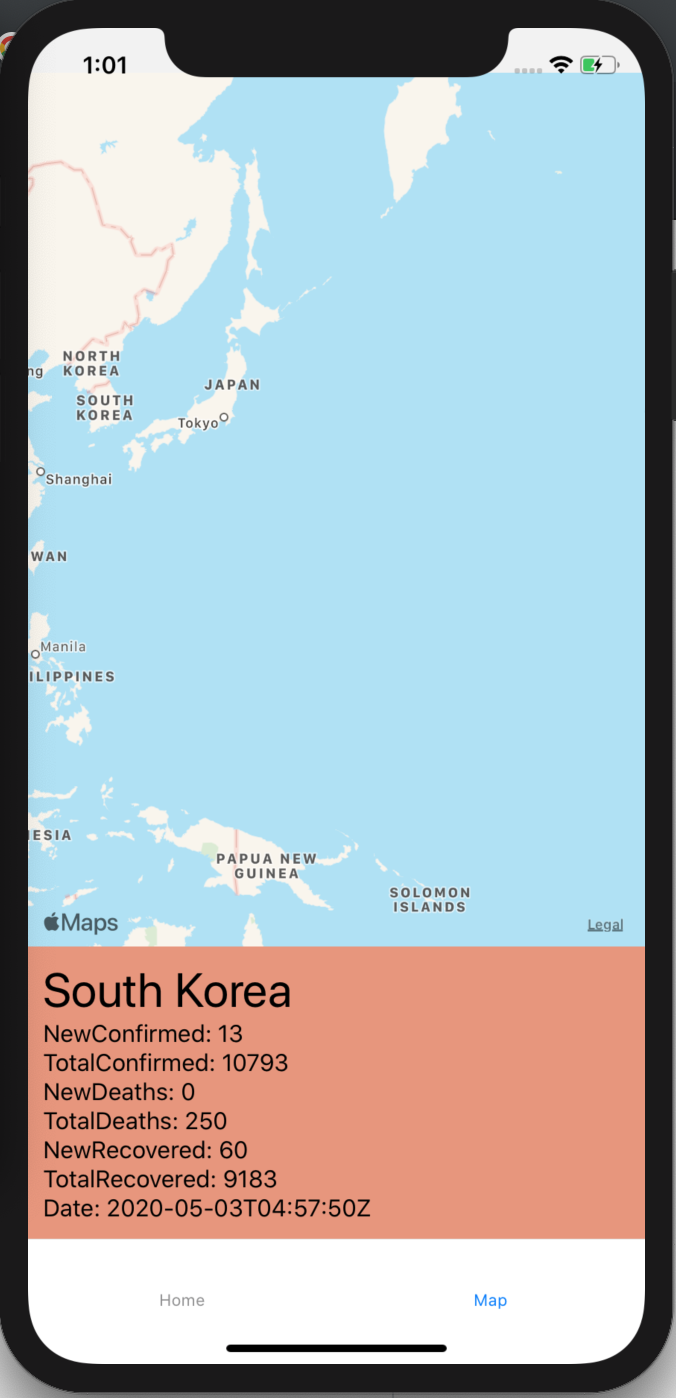 1:01
NORTH
KOREA
ng
JAPAN
SOUTH
KOREA
Tokyo
Shanghai
WAN
Manila
ILIPPINES
ESIA
PAPUA NEW
GUINEA
SOLOMON
ISLANDS
Maps
Legal
South Korea
NewConfirmed: 13
TotalConfirmed: 10793
NewDeaths: 0
TotalDeaths: 250
NewRecovered: 60
TotalRecovered: 9183
Date: 2020-05-03T04:57:50Z
Home
Map